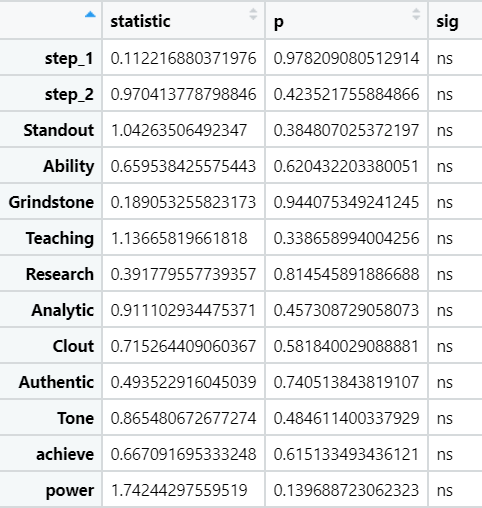 statistic p sig
step_1 0.112216880371976 0.978209080512914 ns
step_2 0.970413778798846 0.423521755884866 ns
Standout 1.04263506492347 0.384807025372197 ns
Ability 0.659538425575443 0.620432203380051 ns
Grindstone 0.189053255823173 0.944075349241245 ns
Teaching 1.13665819661818 0.338658994004256 ns
Research 0.391779557739357 0.814545891886688 ns
Analytic 0.911102934475371 0.457308729058073 ns
Clout 0.715264409060367 0.581840029088881 ns
Authentic 0.493522916045039 0.740513843819107 ns
Tone 0.865480672677274 0.484611400337929 ns
achieve 0.667091695333248 0.615133493436121 ns
power 1.74244297559519 0.139688723062323 ns